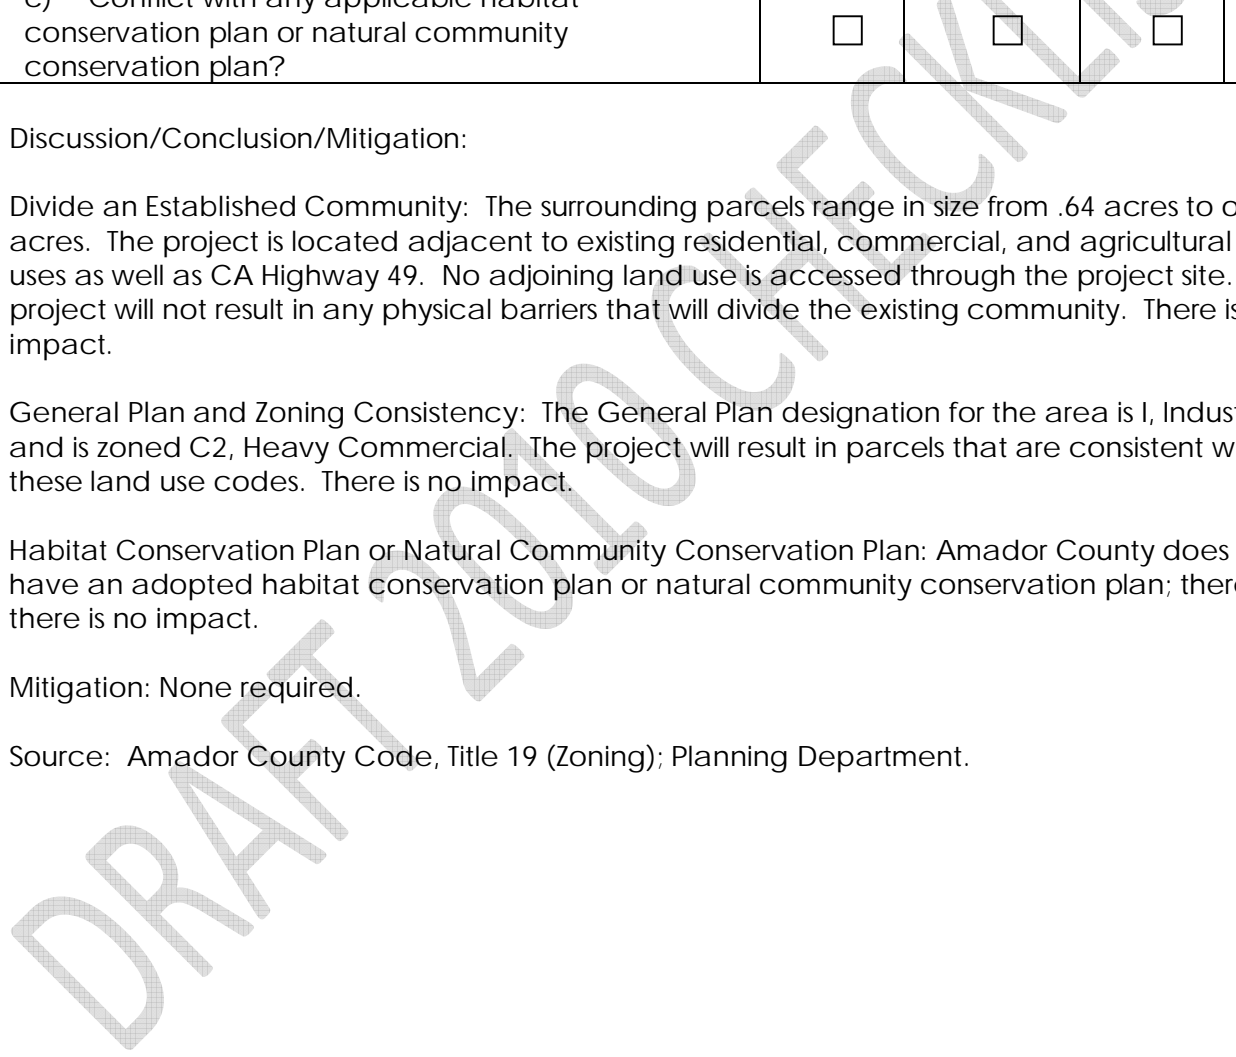 c) Conflict with any applicable habitat
conservation plan or natural community
conservation plan?
Discussion/Conclusion/Mitigation:
Divide an Established Community: The surrounding parcels range in size from .64 acres to
acres. The project is located adjacent to existing residential, commercial, and agricultural
uses as well as CA Highway 49. No adjoining land use is accessed through the project site.
project will not result in any physical barriers that will divide the existing community. There is
impact.
General Plan and Zoning Consistency: The General Plan designation for the area is I,
and is zoned C2, Heavy Commercial. The project will result in parcels that are consistent
these land use codes. There is no impact.
Habitat Conservation Plan or Natural Community Conservation Plan: Amador County does
have an adopted habitat conservation plan or natural community conservation plan;
there is no impact.
Mitigation: None required.
Source: Amador County Code, Title 19 (Zoning); Planning Department.
DRAFT 2010 CHECKLIS